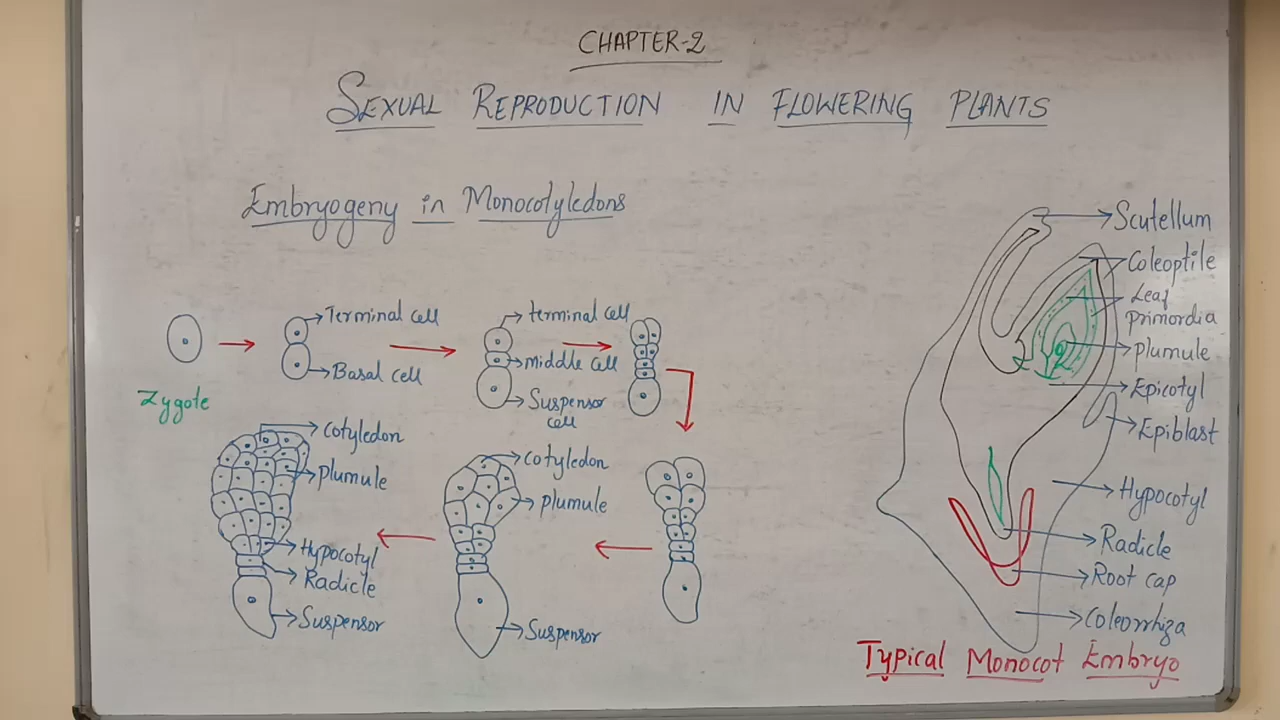 CHAPTER-2
SEXUAL REPRODUCTION IN FLOWERING PLANTS
Embryogeny in Monocotyledons
Zygote
Terminal cell
Basal cell
terminal cell
middle cell
Suspensor
cell
cotyledon
plumule
Suspensor
cotyledon
plumule
Hypocotyl
Radicle
Suspensor
Scutellum
Coleoptile
Leaf
primordia
plumule
Epicotyl
Epiblast
Hypocotyl
Radicle
Root cap
Coleorrhiza
Typical Monocot Embryo